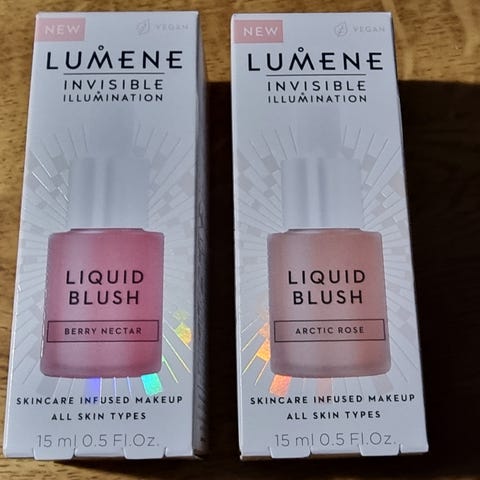 NEW
VEGAN
LUMENE
INVISIBLE
ILLUMINATION
LIQUID
BLUSH
BERRY NECTAR
SKINCARE INFUSED MAKEUP
ALL SKIN TYPES
15 ml 0.5 Fl.Oz.
NEW
VEGAN
LUMENE
INVISIBLE
ILLUMINATION
LIQUID
BLUSH
ARCTIC ROSE
SKINCARE INFUSED MAKEUP
ALL SKIN TYPES
15 ml 0.5 Fl.Oz.